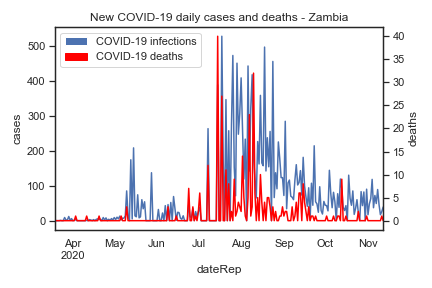 New COVID-19 daily cases and deaths - Zambia
COVID-19 infections
COVID-19 deaths
500
400
300
200
100
0
cases
40
35
30
25
20
15
10
5
0
deaths
Apr May Jun Jul Aug Sep Oct Nov
2020
dateRep